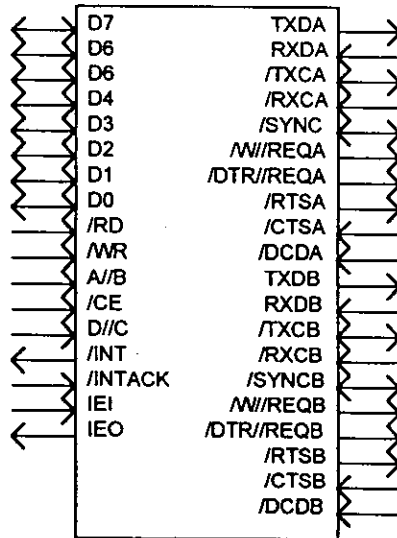 D7
D6
D6
D4
D3
D2
D1
D0
/RD
/WR
A//B
/CE
D//C
/INT
/INTACK
IEI
IEO
TXDA
RXDA
/TXCA
/RXCA
/SYNC
/W//REQA
/DTR//REQA
/RTSA
/CTSA
/DCDA
TXDB
RXDB
/TXCB
/RXCB
/SYNCB
/W//REQB
/DTR//REQB
/RTSB
/CTSB
/DCDB